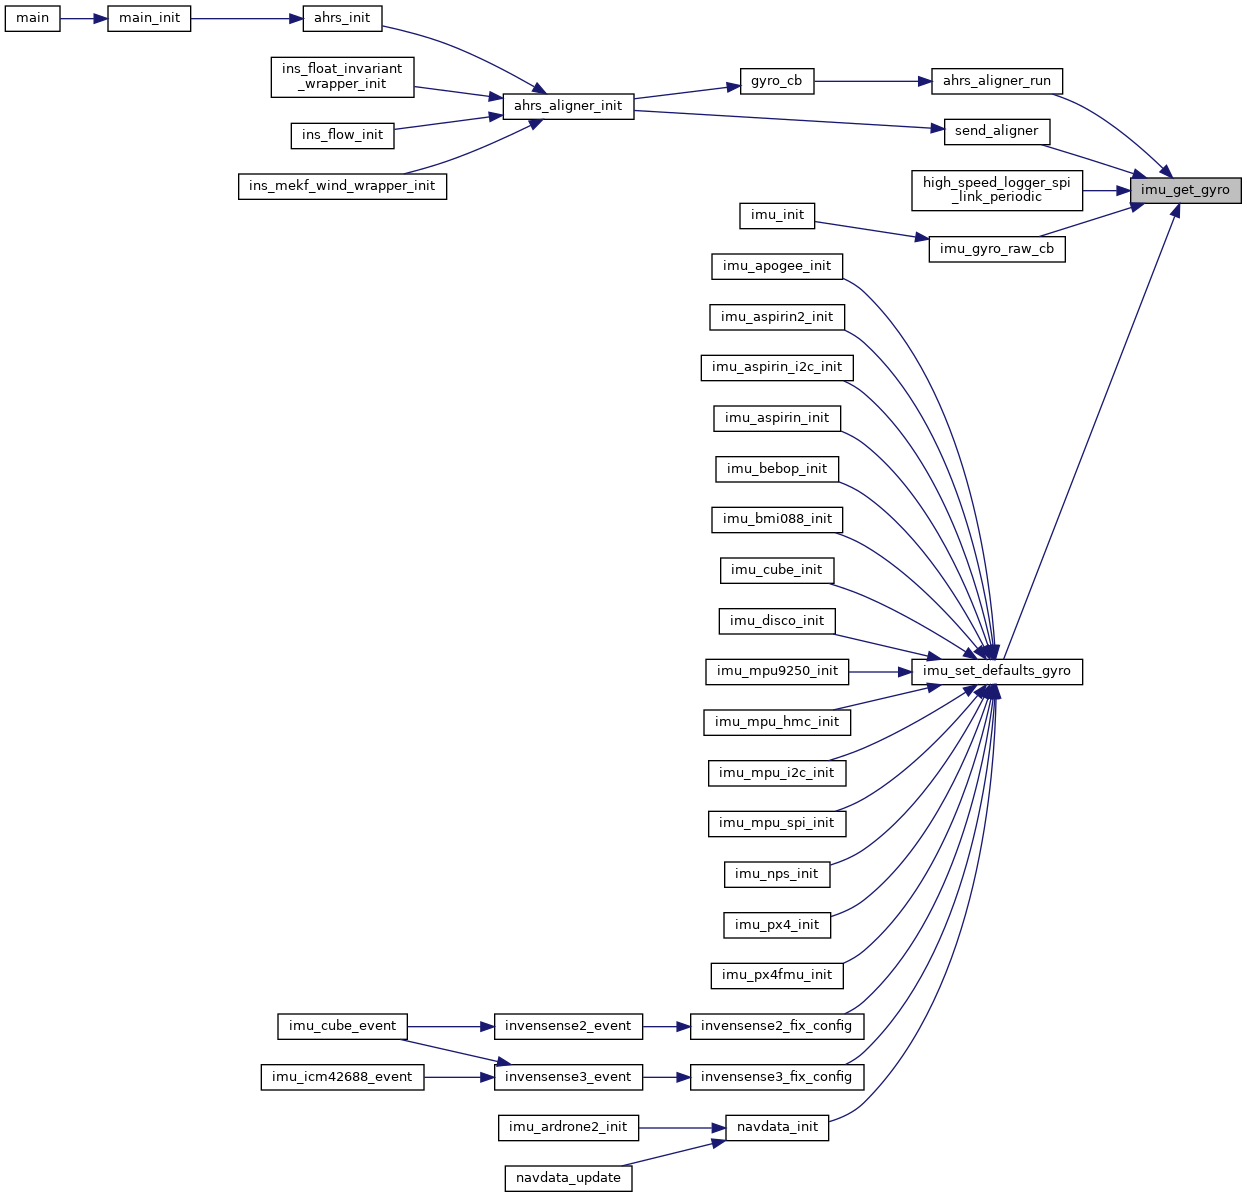 main
main_init
ahrs_init
ins_float_invariant
_wrapper_init
gyro_cb
ahrs_aligner_run
ahrs_aligner_init
send_aligner
ins_flow_init
ins_mekf_wind_wrapper_init
high_speed_logger_spi
_link_periodic
imu_get_gyro
imu_init
imu_gyro_raw_cb
imu_apogee_init
imu_aspirin2_init
imu_aspirin_i2c_init
imu_aspirin_init
imu_bebop_init
imu_bmi088_init
imu_cube_init
imu_disco_init
imu_mpu9250_init
imu_set_defaults_gyro
imu_mpu_hmc_init
imu_mpu_i2c_init
imu_mpu_spi_init
imu_nps_init
imu_px4_init
imu_px4fmu_init
imu_cube_event
invensense2_event
invensense2_fix_config
imu_icm42688_event
invensense3_event
invensense3_fix_config
imu_ardrone2_init
navdata_init
navdata_update